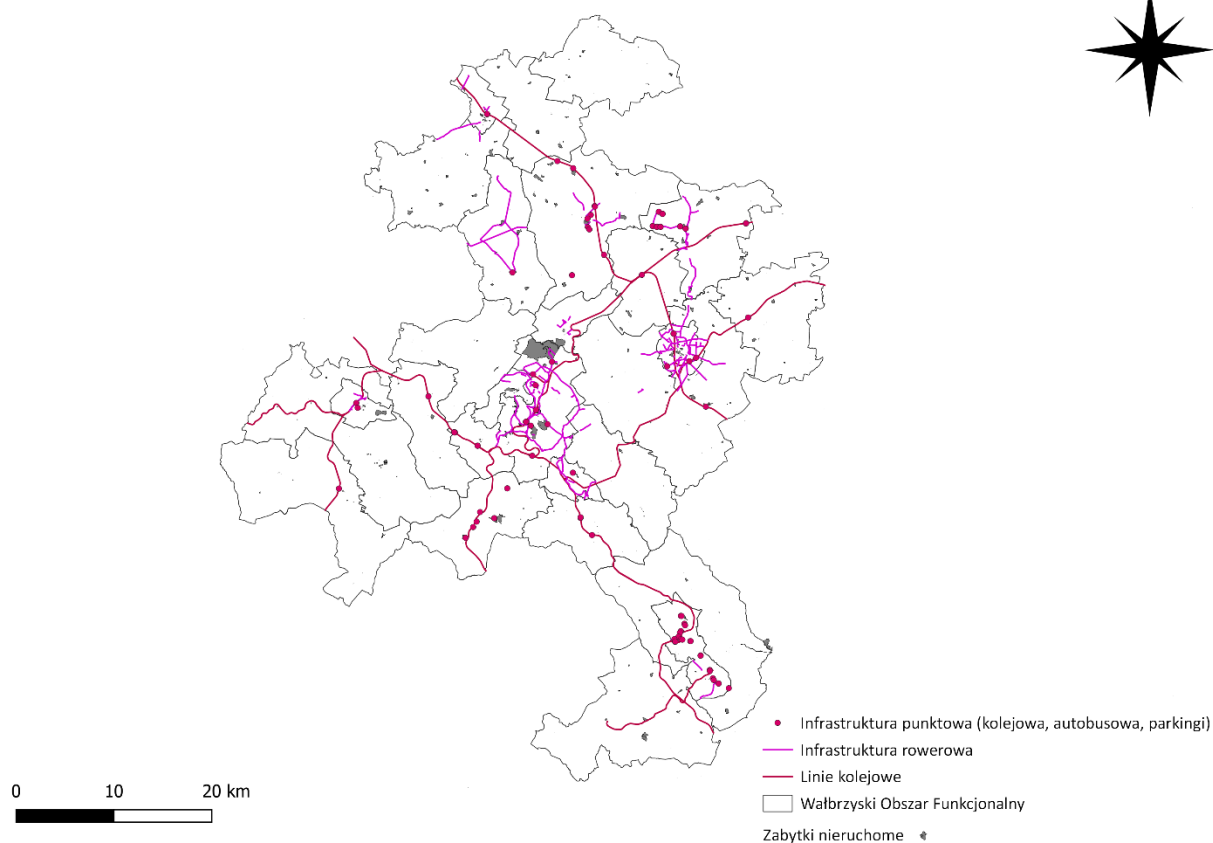 Infrastruktura punktowa (kolejowa, autobusowa, parkingi)
Infrastruktura rowerowa
Linie kolejowe
Wałbrzyski Obszar Funkcjonalny
Zabytki nieruchome
0 10 20 km